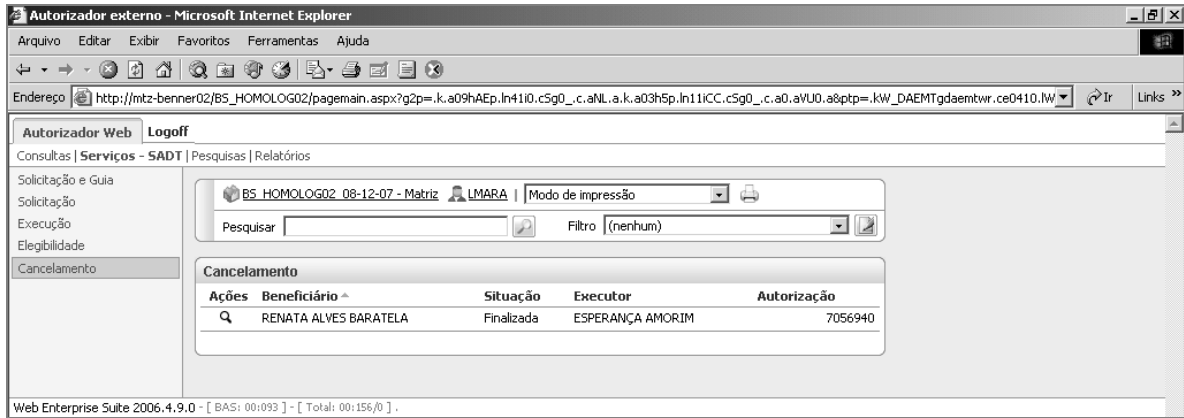 Autorizador externo - Microsoft Internet Explorer
Arquivo Editar Exibir Favoritos Ferramentas Ajuda
Endereço http://mtz-benner02/BS_HOMOLOG02/pagemain.aspx?g2p=.k.a09hAEp.ln41i0.cSg0_.c.aNL.a.k.a03h5p.ln11iCC.cSg0_.c.a0.aVU0.a&ptp=.kW_DAEMTgdaemtwr.ce0410.lW Ir Links »
Autorizador Web Logoff
Consultas | Serviços - SADT | Pesquisas | Relatórios
Solicitação e Guia
Solicitação
Execução
Elegibilidade
Cancelamento
BS_HOMOLOG02_08-12-07 - Matriz LMARA | Modo de impressão
Pesquisar Filtro (nenhum)
Cancelamento
Ações Beneficiário Situação Executor Autorização
RENATA ALVES BARATELA Finalizada ESPERANÇA AMORIM 7056940
Web Enterprise Suite 2006.4.9.0 - [ BAS: 00:093 ] - [ Total: 00:156/0 ] .